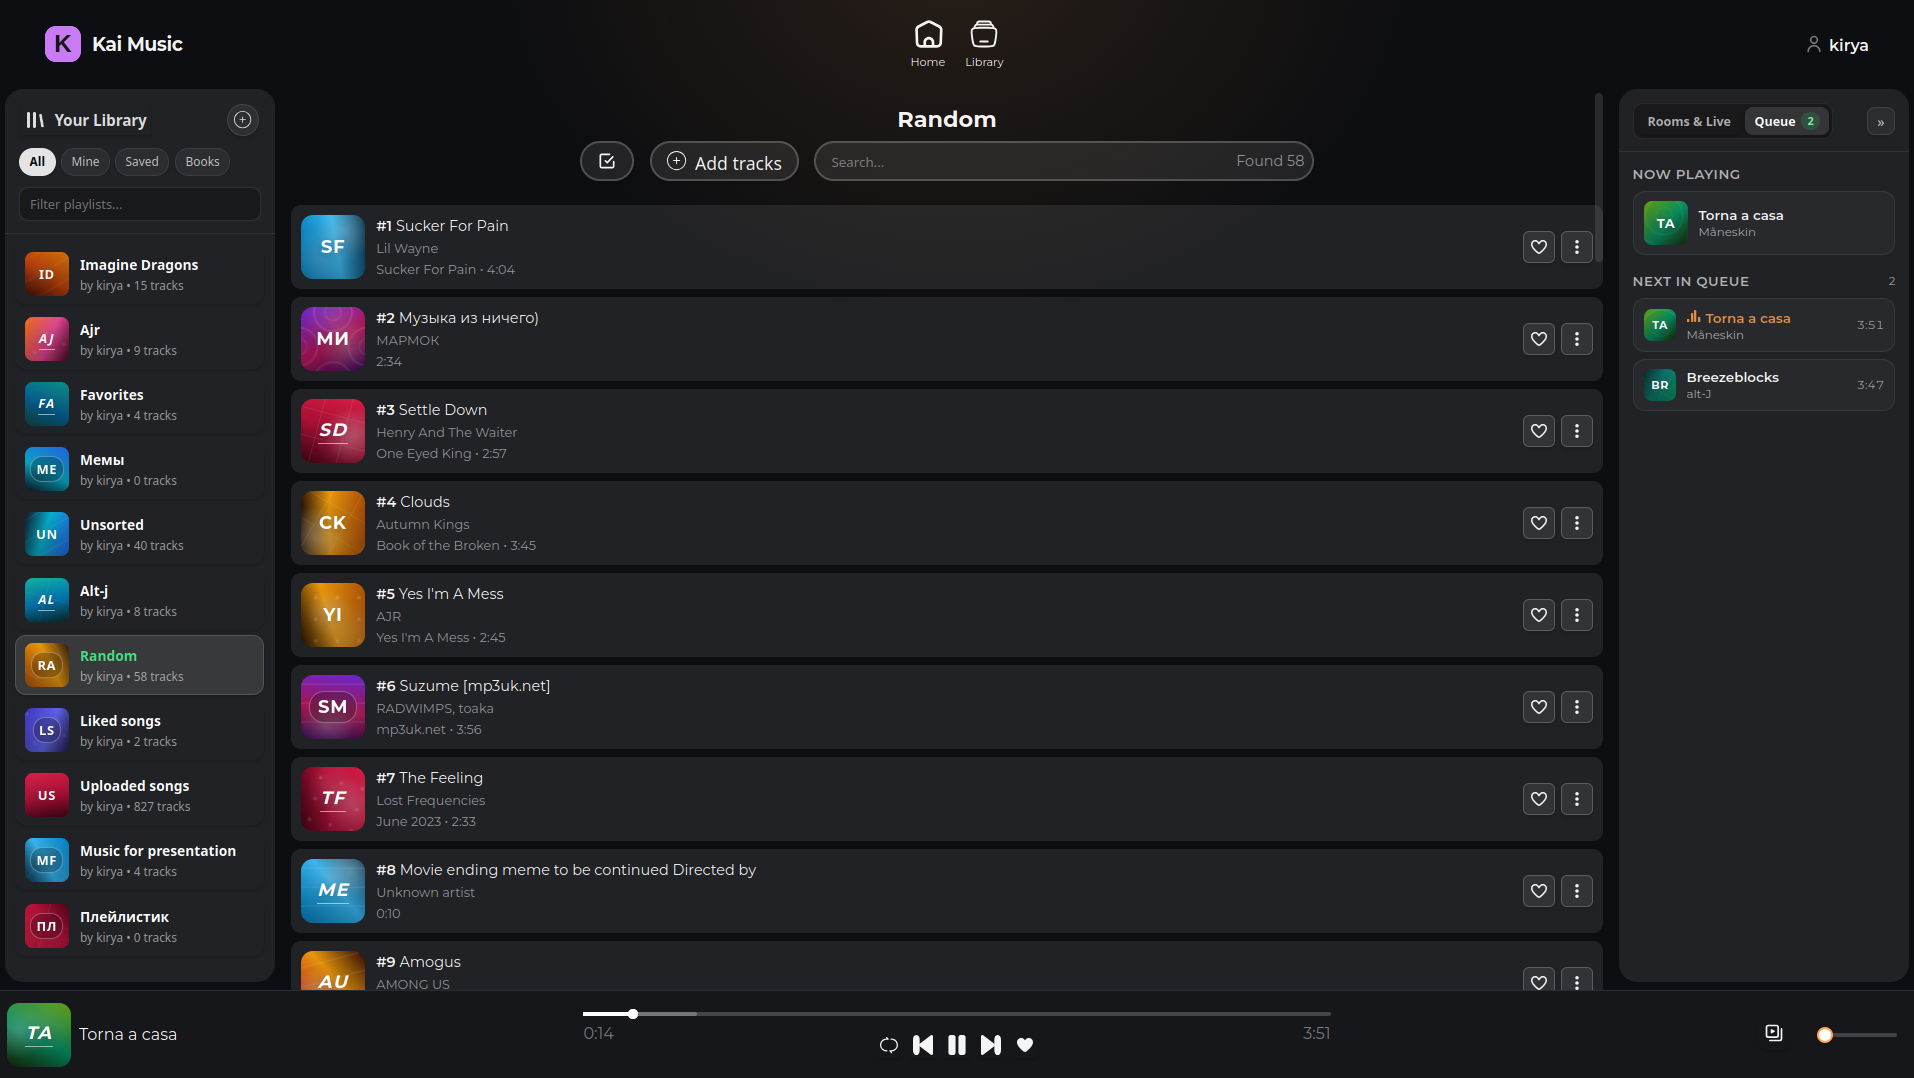 K Kai Music
Home
Library
kirya
Your Library
All
Mine
Saved
Books
Filter playlists...
ID
Imagine Dragons
by kirya • 15 tracks
AJ
Ajr
by kirya • 9 tracks
FA
Favorites
by kirya • 4 tracks
МЕ
Мемы
by kirya • 0 tracks
UN
Unsorted
by kirya • 40 tracks
AL
Alt-j
by kirya • 8 tracks
RA
Random
by kirya • 58 tracks
LS
Liked songs
by kirya • 2 tracks
US
Uploaded songs
by kirya • 827 tracks
MF
Music for presentation
by kirya • 4 tracks
ПЛ
Плейлистик
by kirya • 0 tracks
Random
Add tracks
Search...
Found 58
SF
#1 Sucker For Pain
Lil Wayne
Sucker For Pain • 4:04
МИ
#2 Музыка из ничего)
МАРМОК
2:34
SD
#3 Settle Down
Henry And The Waiter
One Eyed King • 2:57
CK
#4 Clouds
Autumn Kings
Book of the Broken • 3:45
YI
#5 Yes I'm A Mess
AJR
Yes I'm A Mess • 2:45
SM
#6 Suzume [mp3uk.net]
RADWIMPS, toaka
mp3uk.net • 3:56
TF
#7 The Feeling
Lost Frequencies
June 2023 • 2:33
ME
#8 Movie ending meme to be continued Directed by
Unknown artist
0:10
AU
#9 Amogus
AMONG US
Rooms & Live
Queue 2
»
NOW PLAYING
TA
Torna a casa
Måneskin
NEXT IN QUEUE 2
TA
Torna a casa
Måneskin
3:51
BR
Breezeblocks
alt-J
3:47
TA
Torna a casa
0:14
3:51